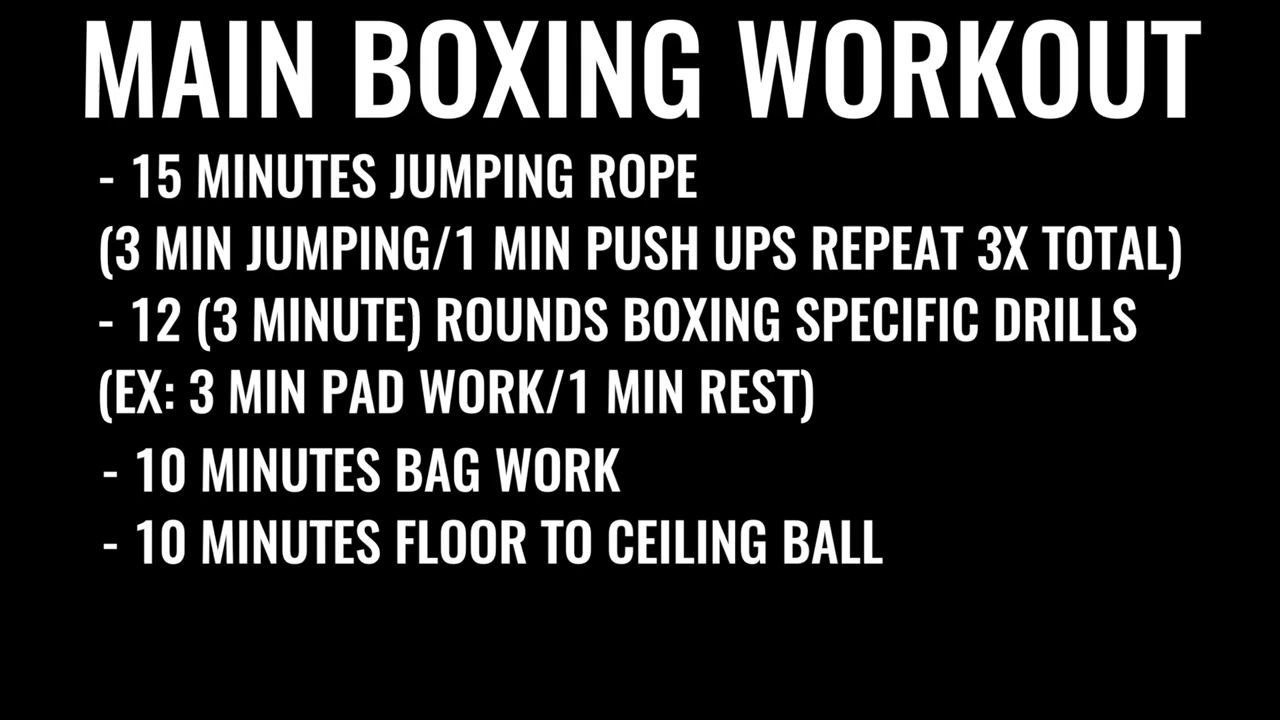 MAIN BOXING WORKOUT
- 15 MINUTES JUMPING ROPE
(3 MIN JUMPING/1 MIN PUSH UPS REPEAT 3X TOTAL)
- 12 (3 MINUTE) ROUNDS BOXING SPECIFIC DRILLS
(EX: 3 MIN PAD WORK/1 MIN REST)
- 10 MINUTES BAG WORK
- 10 MINUTES FLOOR TO CEILING BALL